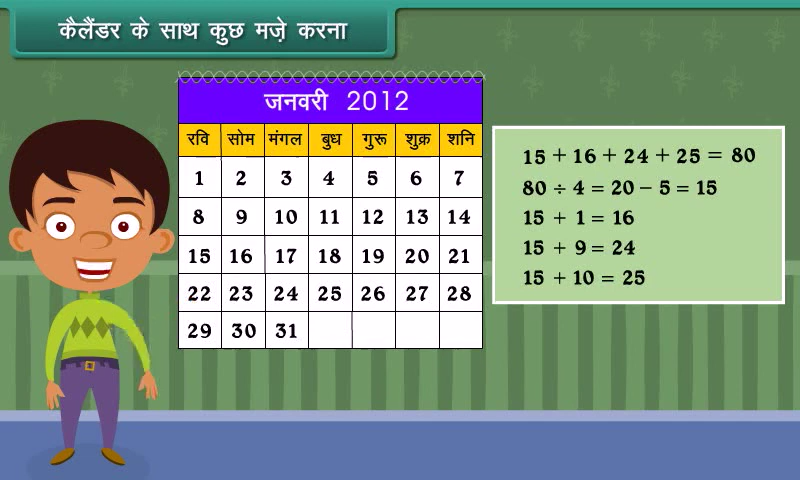 कैलैंडर के साथ कुछ मज़े करना
जनवरी 2012
रवि सोम मंगल बुध गुरू शुक्र शनि
1 2 3 4 5 6 7
8 9 10 11 12 13 14
15 16 17 18 19 20 21
22 23 24 25 26 27 28
29 30 31
15 + 16 + 24 + 25 = 80
80 ÷ 4 = 20 − 5 = 15
15 + 1 = 16
15 + 9 = 24
15 + 10 = 25